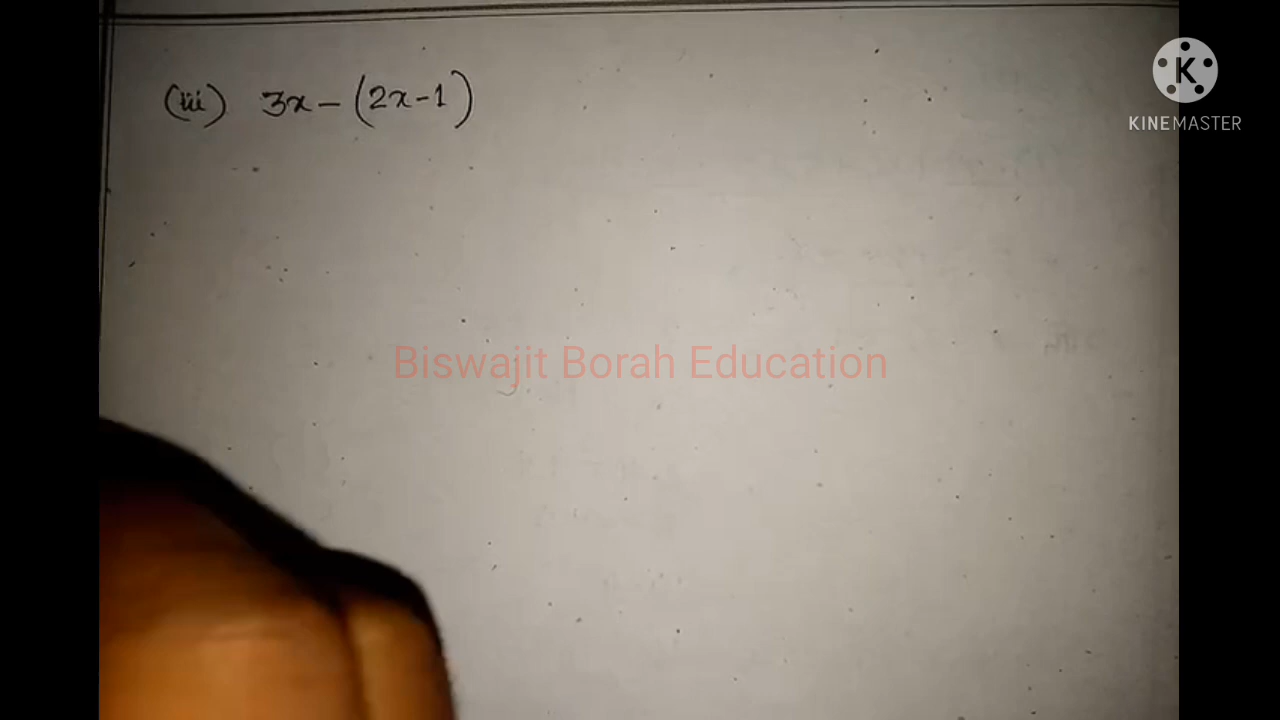 (iii) 3x - (2x-1)
KINEMASTER
Biswajit Borah Education